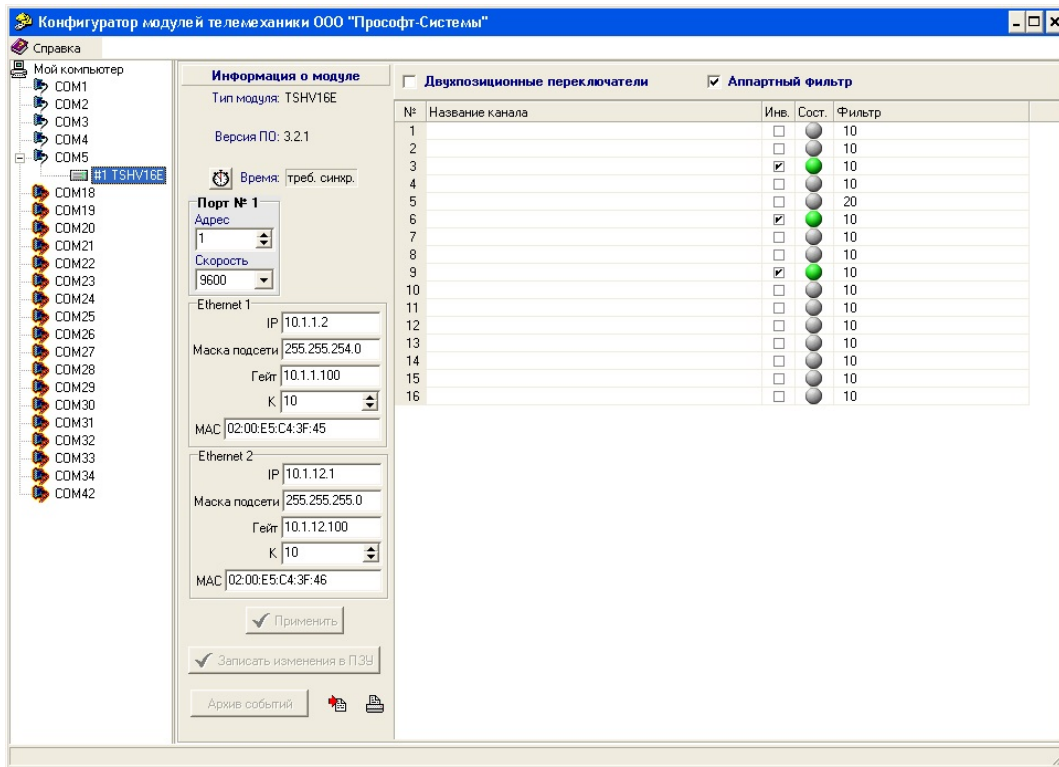 Конфигуратор модулей телемеханики ООО "Прософт-Системы"
Справка
Мой компьютер
COM1
COM2
COM3
COM4
COM5
#1 TSHV16E
COM18
COM19
COM20
COM21
COM22
COM23
COM24
COM25
COM26
COM27
COM28
COM29
COM30
COM31
COM32
COM33
COM34
COM42
Информация о модуле
Тип модуля: TSHV16E
Версия ПО: 3.2.1
Время: треб. синхр.
Порт № 1
Адрес
1
Скорость
9600
Ethernet 1
IP 10.1.1.2
Маска подсети 255.255.254.0
Гейт 10.1.1.100
К 10
MAC 02:00:E5:C4:3F:45
Ethernet 2
IP 10.1.12.1
Маска подсети 255.255.255.0
Гейт 10.1.12.100
К 10
MAC 02:00:E5:C4:3F:46
Применить
Записать изменения в ПЗУ
Архив событий
Двухпозиционные переключатели Аппартный фильтр
№ Название канала Инв. Сост. Фильтр
1 10
2 10
3 10
4 10
5 20
6 10
7 10
8 10
9 10
10 10
11 10
12 10
13 10
14 10
15 10
16 10